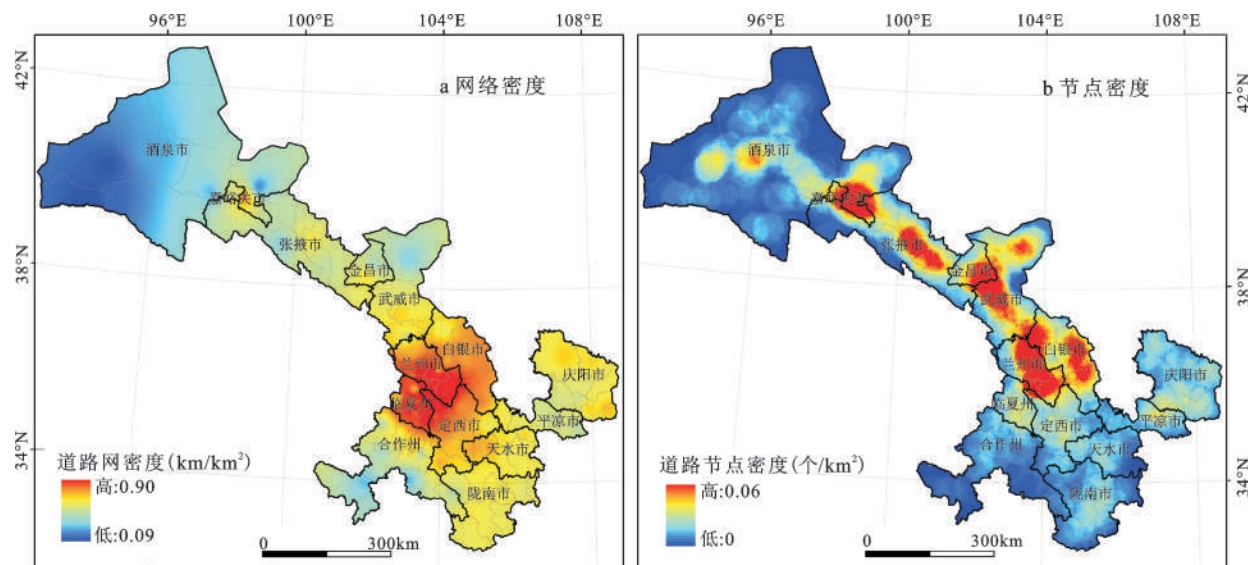 96°E
100°E
104°E
108°E
42°N
38°N
34°N
a 网络密度
酒泉市
嘉峪关市
张掖市
金昌市
武威市
白银市
兰州市
临夏州
定西市
合作州
天水市
陇南市
庆阳市
平凉市
道路网密度(km/km²)
高:0.90
低:0.09
0
300km
96°E
100°E
104°E
108°E
42°N
38°N
34°N
b 节点密度
酒泉市
嘉峪关市
张掖市
金昌市
武威市
白银市
兰州市
临夏州
定西市
合作州
天水市
陇南市
庆阳市
平凉市
道路节点密度(个/km²)
高:0.06
低:0
0
300km